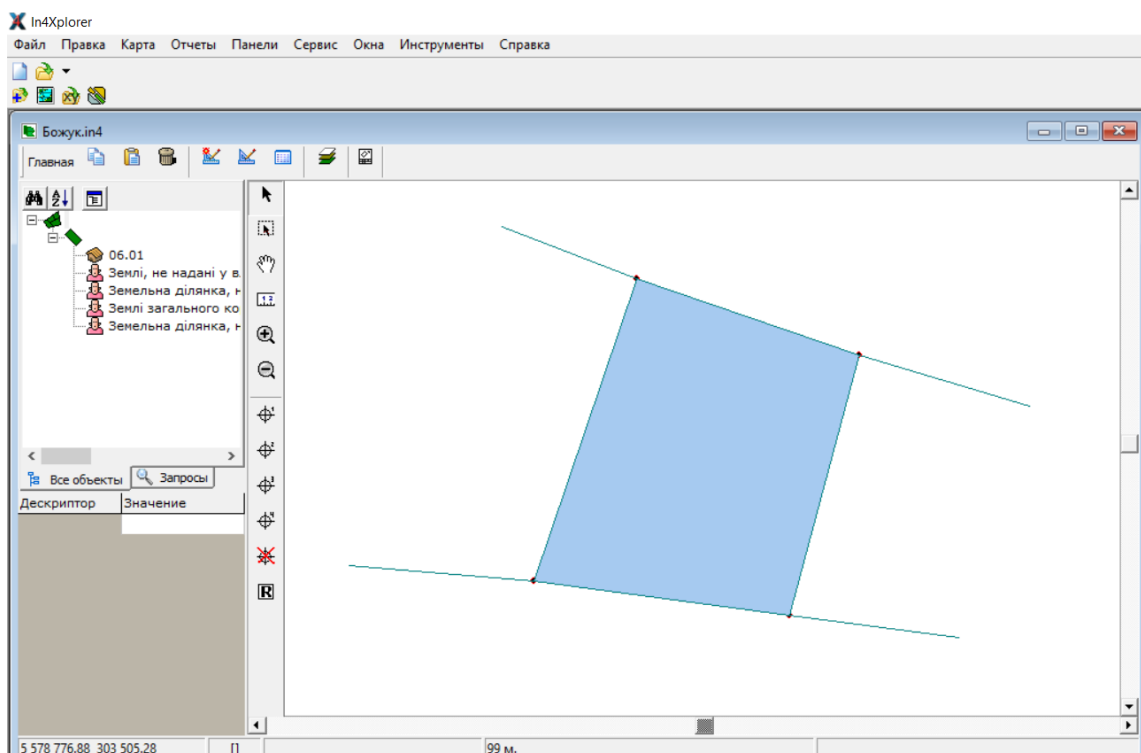 In4Xplorer
Файл Правка Карта Отчеты Панели Сервис Окна Инструменты Справка
Божук.in4
Главная
06.01
Землі, не надані у в
Земельна ділянка, н
Землі загального ко
Земельна ділянка, н
Все объекты Запросы
Дескриптор Значение
R
5 578 776.88 303 505.28 [] 99 м.